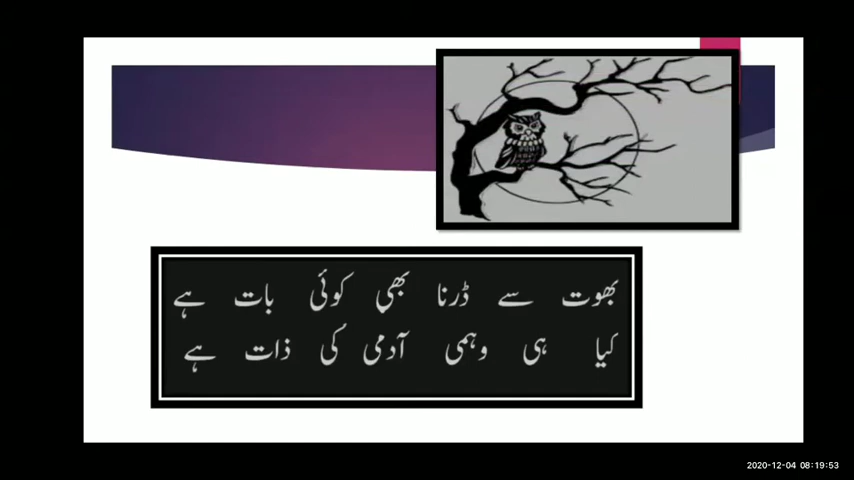 بھوت سے ڈرنا بھی کوئی بات ہے
کیا ہی وہمی آدمی کی ذات ہے
2020-12-04 08:19:53